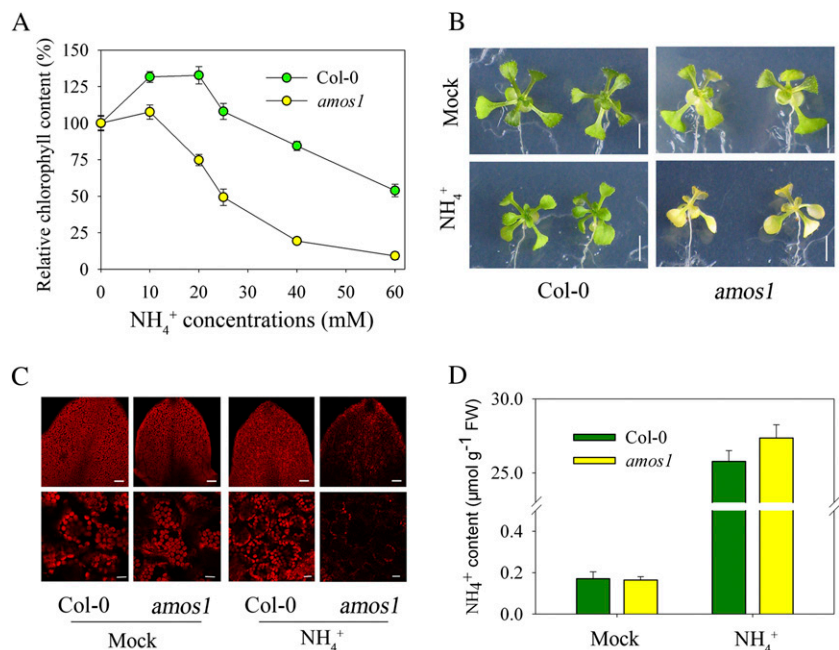 A
Relative chlorophyll content (%)
150
125
100
75
50
25
0
Col-0
amos1
0 10 20 30 40 50 60
NH₄⁺ concentrations (mM)
B
Mock
NH₄⁺
Col-0 amos1
C
Col-0 amos1 Col-0 amos1
Mock NH₄⁺
D
NH4⁺ content (µmol g⁻¹ FW)
27.0
25.0
0.4
0.2
0.0
Col-0
amos1
Mock NH₄⁺